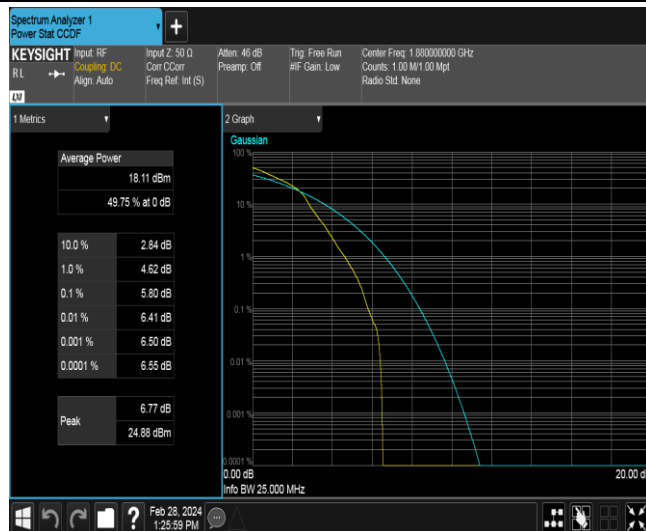 Spectrum Analyzer 1
Power Stat CCDF
+
KEYSIGHT
RL
Input: RF
Coupling: DC
Align: Auto
Input Z: 50 Ω
Corr CCorr
Freq Ref: Int (S)
Atten: 46 dB
Preamp: Off
Trig: Free Run
#IF Gain: Low
Center Freq: 1.880000000 GHz
Counts: 1.00 M/1.00 Mpt
Radio Std: None
1 Metrics
Average Power
18.11 dBm
49.75 % at 0 dB
10.0 % 2.84 dB
1.0 % 4.62 dB
0.1 % 5.80 dB
0.01 % 6.41 dB
0.001 % 6.50 dB
0.0001 % 6.55 dB
Peak
6.77 dB
24.88 dBm
2 Graph
Gaussian
100 %
10 %
1 %
0.1 %
0.01 %
0.001 %
0.0001 %
0.00 dB
20.00 d
Info BW 25.000 MHz
?
Feb 28, 2024
1:25:59 PM